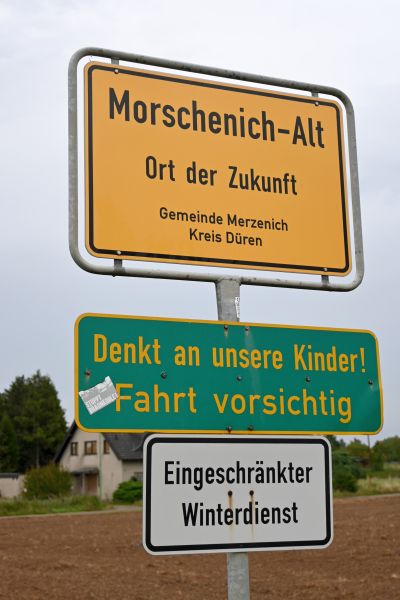 Morschenich-Alt
Ort der Zukunft
Gemeinde Merzenich
Kreis Düren
Denkt an unsere Kinder!
Fahrt vorsichtig
Eingeschränkter
Winterdienst